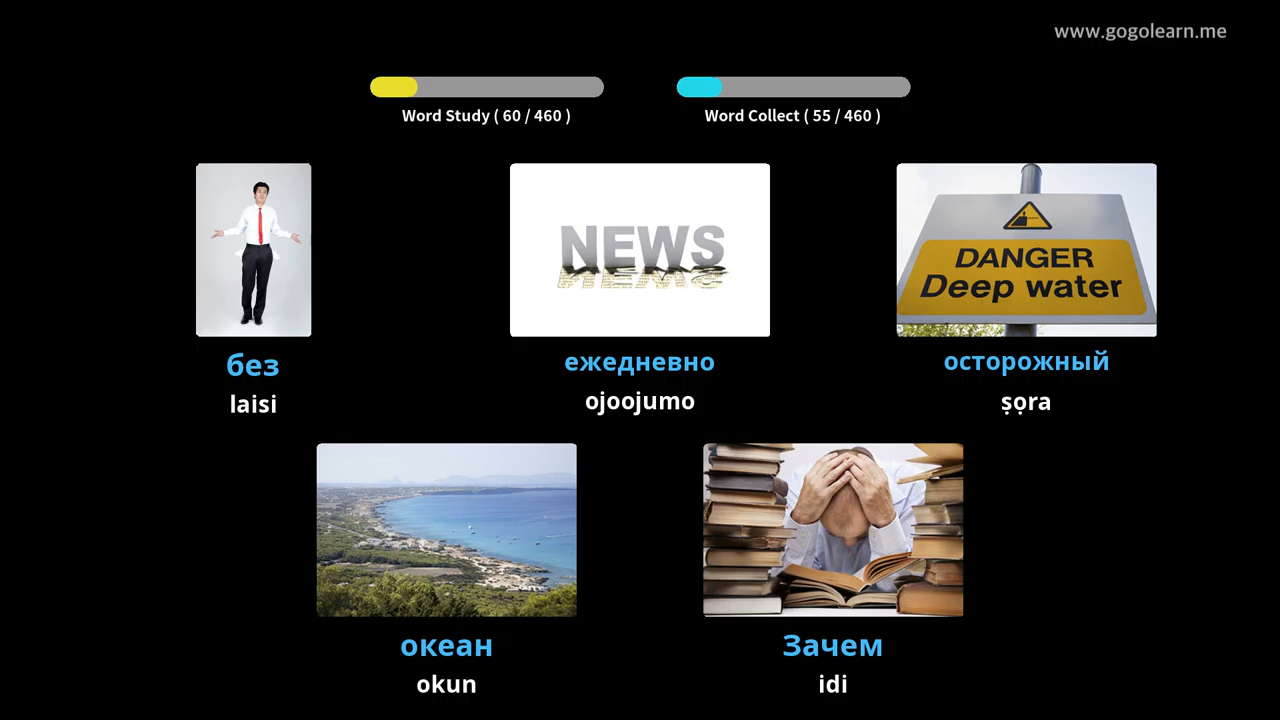 www.gogolearn.me
Word Study ( 60 / 460 )
Word Collect ( 55 / 460 )
NEWS
DANGER
Deep water
без
ежедневно
осторожный
laisi
ojoojumo
ṣọra
океан
Зачем
okun
idi